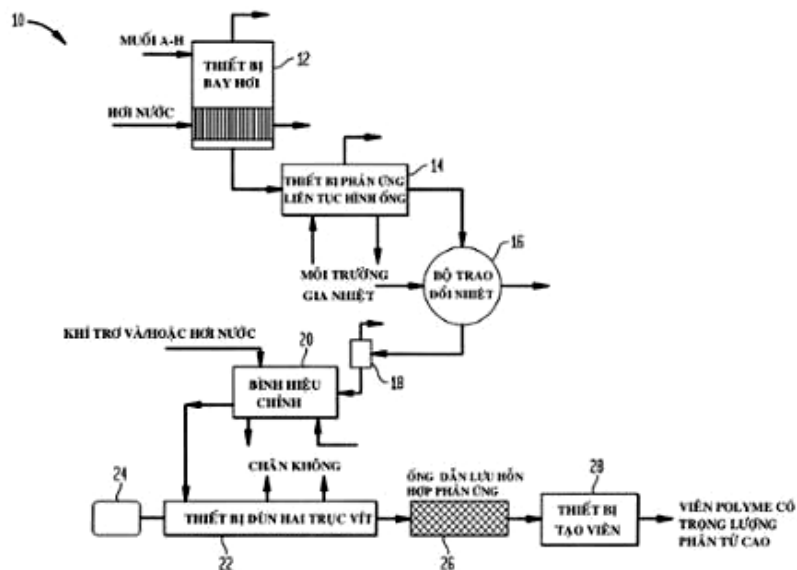 10
MUỐI A-H
THIẾT BỊ
BAY HƠI
12
HƠI NƯỚC
THIẾT BỊ PHẢN ỨNG
LIÊN TỤC HÌNH ỐNG
14
MÔI TRƯỜNG
GIA NHIỆT
BỘ TRAO
ĐỔI NHIỆT
16
KHÍ TRƠ VÀ/HOẶC HƠI NƯỚC
20
BÌNH HIỆU
CHỈNH
18
CHÂN KHÔNG
24
THIẾT BỊ ĐÙN HAI TRỤC VÍT
22
ỐNG DẪN LƯU HỖN
HỢP PHẢN ỨNG
26
28
THIẾT BỊ
TẠO VIÊN
VIÊN POLYME CÓ
TRỌNG LƯỢNG
PHÂN TỬ CAO